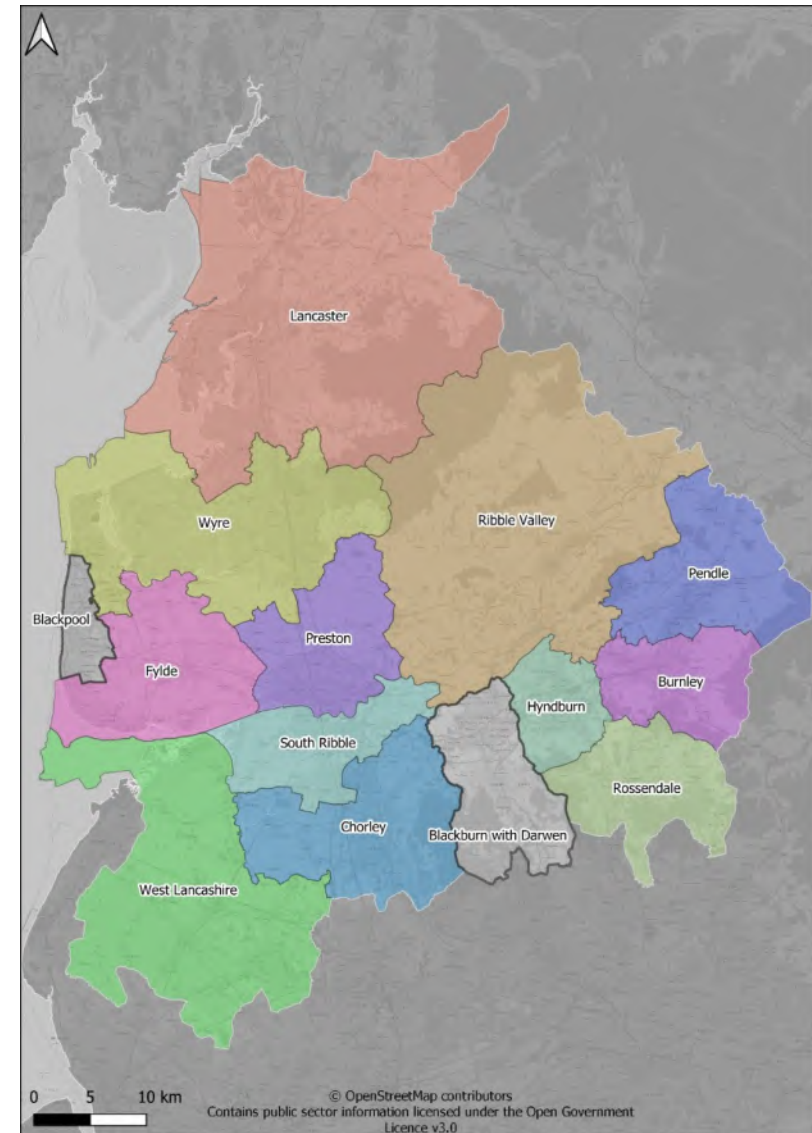 Lancaster
Wyre
Ribble Valley
Pendle
Blackpool
Preston
Fylde
Burnley
Hyndburn
South Ribble
Rossendale
Chorley
Blackburn with Darwen
West Lancashire
0 5 10 km
© OpenStreetMap contributors
Contains public sector information licensed under the Open Government
Licence v3.0